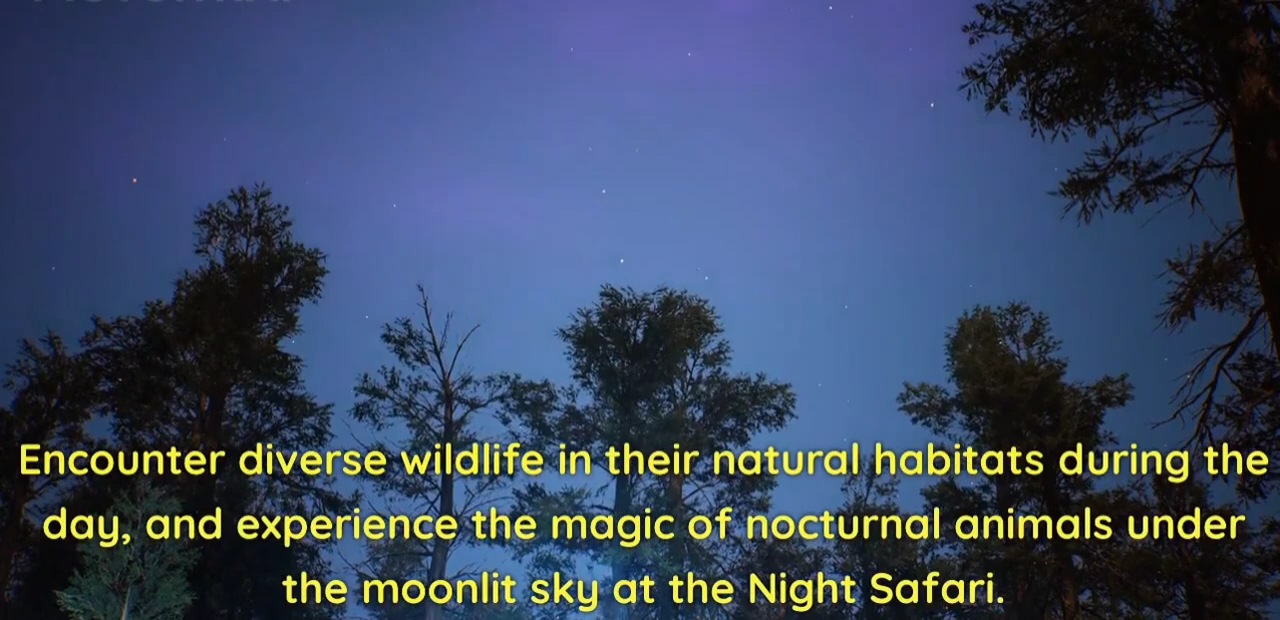 Encounter diverse wildlife in their natural habitats during the
day, and experience the magic of nocturnal animals under
the moonlit sky at the Night Safari.